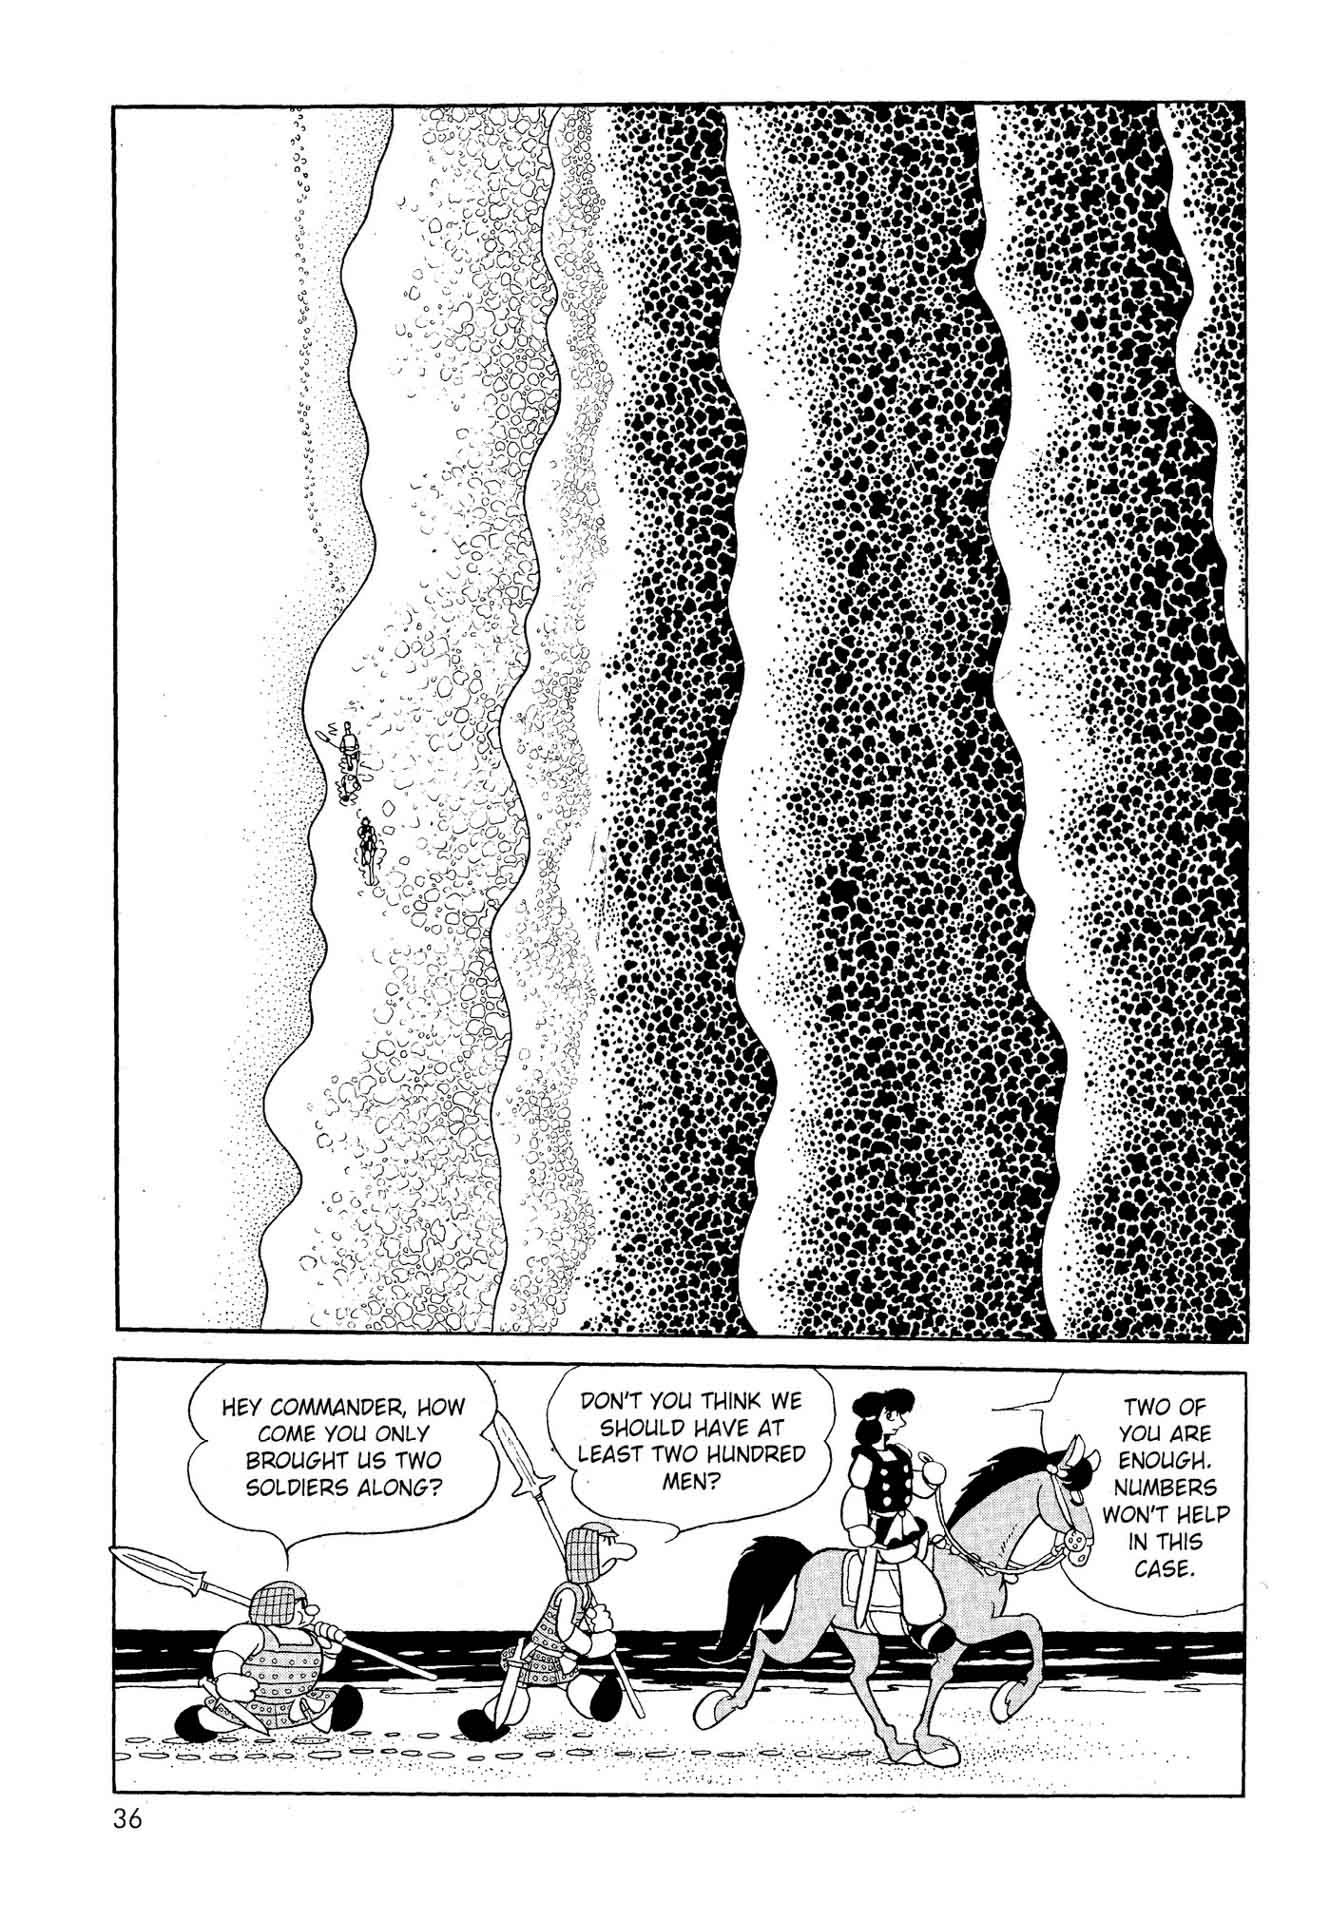 HEY COMMANDER, HOW
COME YOU ONLY
BROUGHT US TWO
SOLDIERS ALONG?
DON'T YOU THINK WE
SHOULD HAVE AT
LEAST TWO HUNDRED
MEN?
TWO OF
YOU ARE
ENOUGH.
NUMBERS
WON'T HELP
IN THIS
CASE.
36